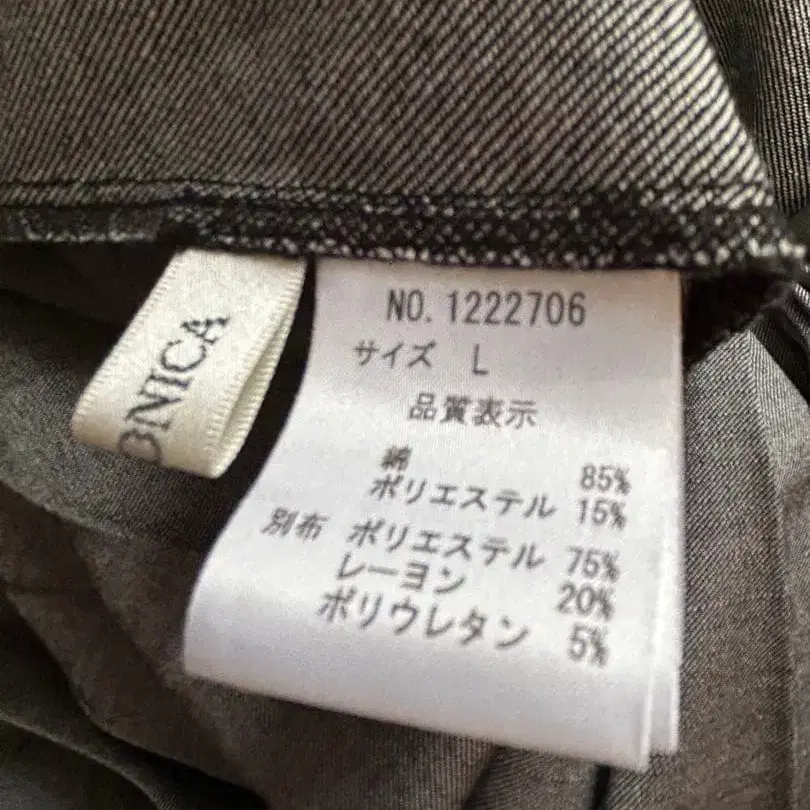 NO. 1222706
サイズ L
品質表示
綿 85%
ポリエステル 15%
別布 ポリエステル 75%
レーヨン 20%
ポリウレタン 5%